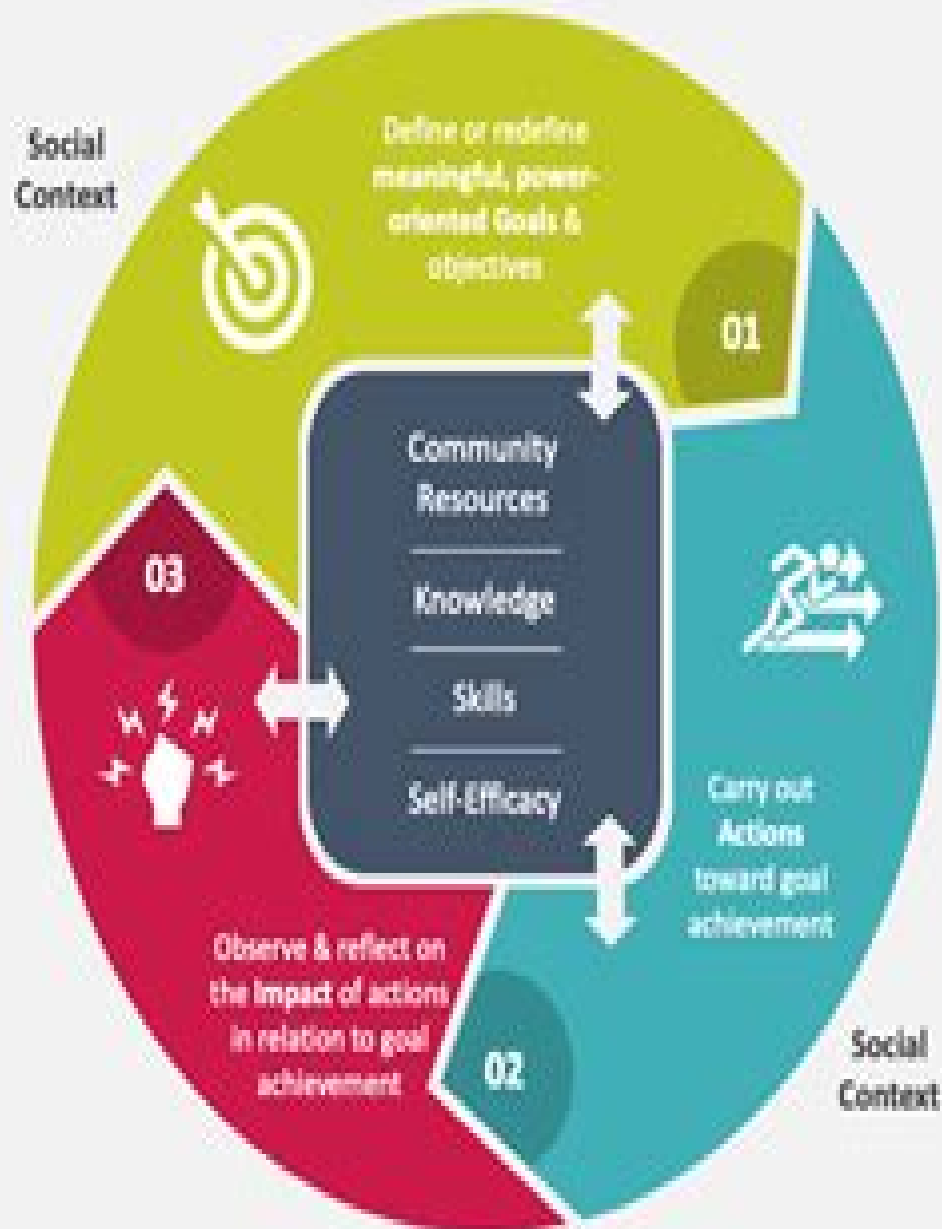 Social
Context
Define or redefine
meaningful, power-
oriented Goals &
objectives
01
Community
Resources
Knowledge
Skills
Self-Efficacy
Carry out
Actions
toward goal
achievement
02
03
Observe & reflect on
the Impact of actions
in relation to goal
achievement
Social
Context